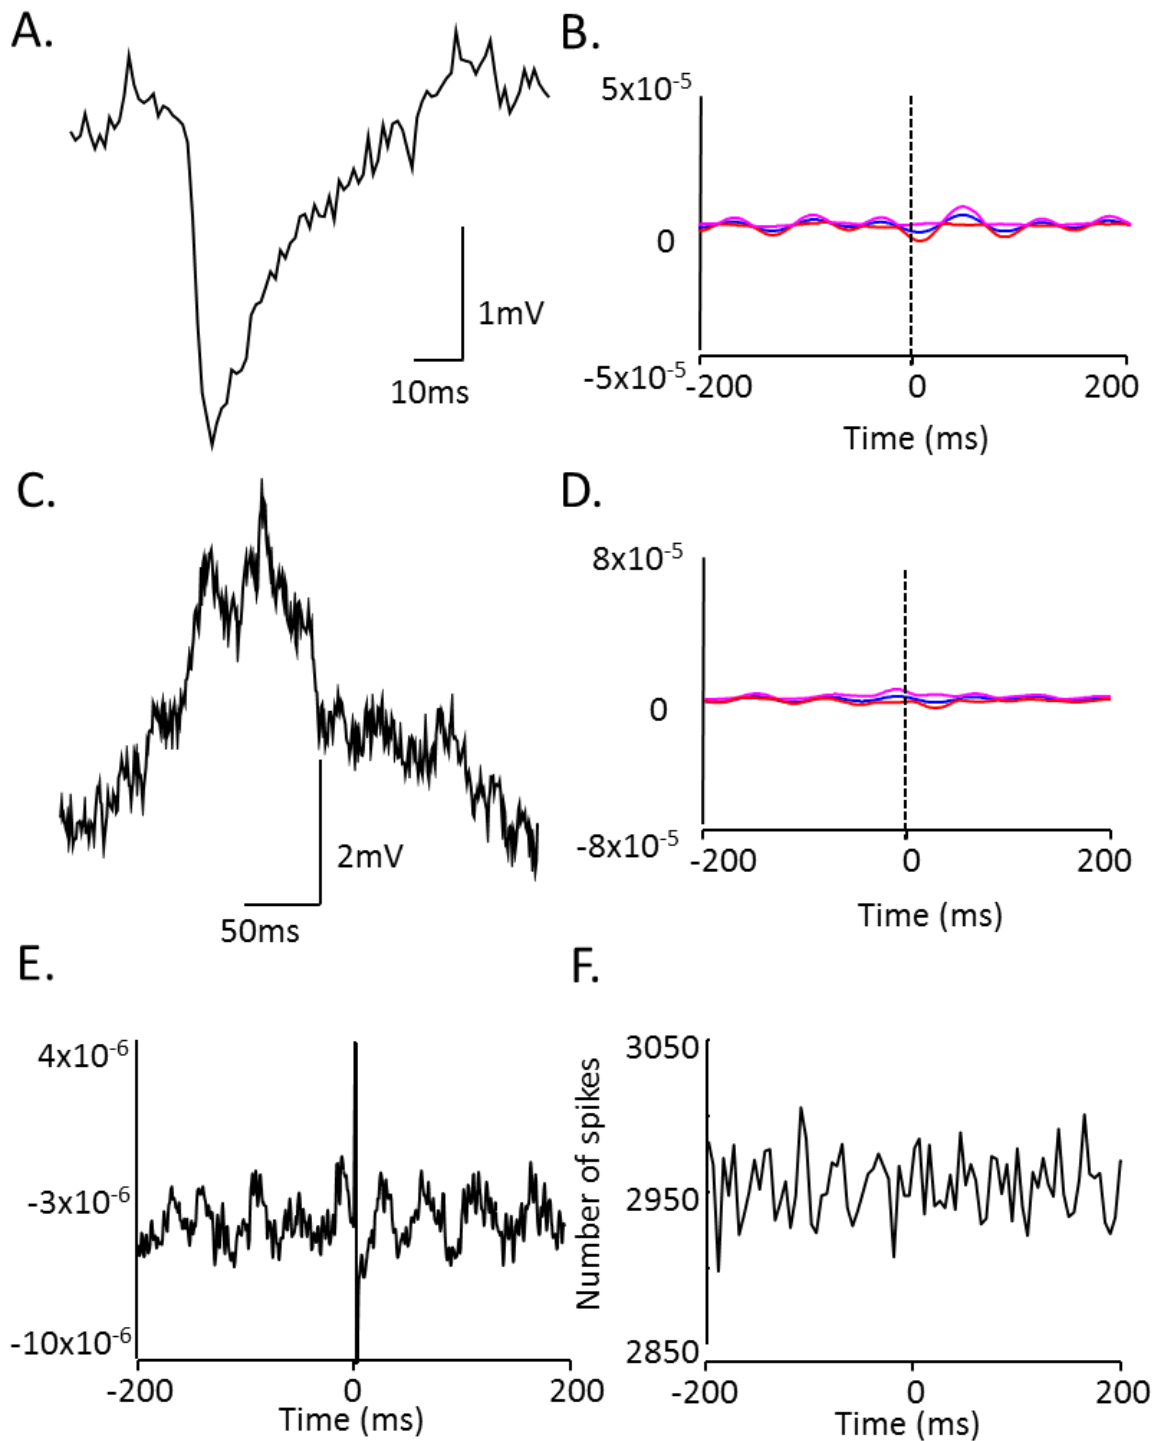 A.
1mV
10ms
B.
5x10⁻⁵
0
-5x10⁻⁵
-200 0 200
Time (ms)
C.
2mV
50ms
D.
8x10⁻⁵
0
-8x10⁻⁵
-200 0 200
Time (ms)
E.
4x10⁻⁶
-3x10⁻⁶
-10x10⁻⁶
-200 0 200
Time (ms)
F.
Number of spikes
3050
2950
2850
-200 0 200
Time (ms)